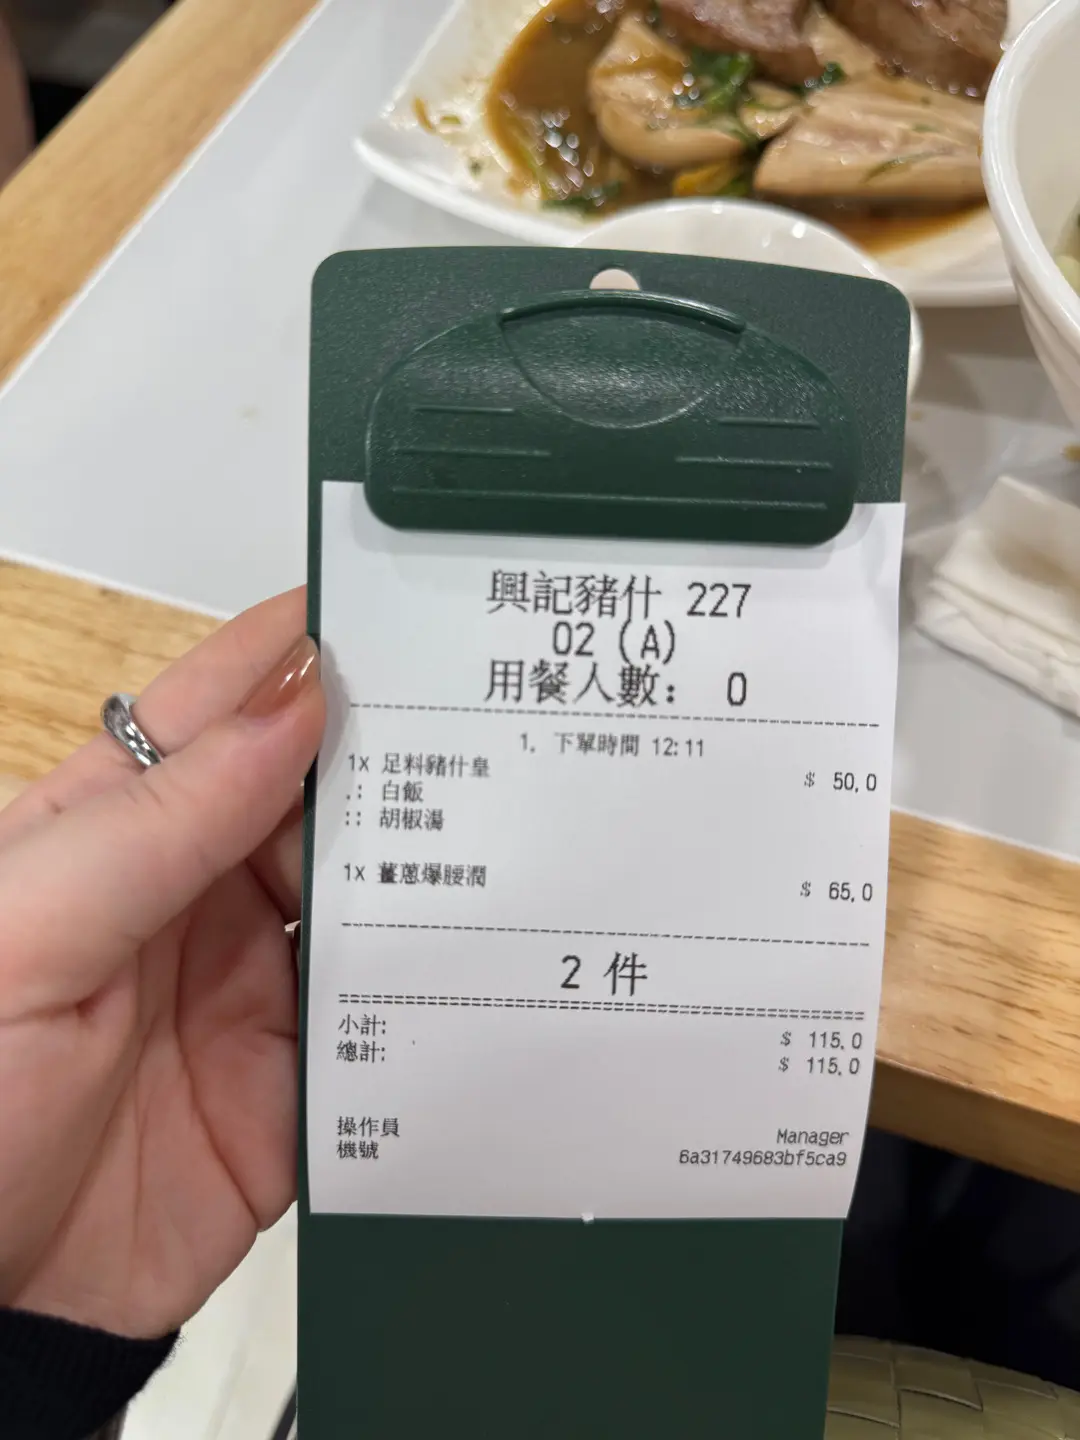 興記豬什 227
02 (A)
用餐人數: 0
1. 下單時間 12:11
1x 足料豬什皇 $ 50.0
.: 白飯
:: 胡椒湯
1x 薑蔥爆腰潤 $ 65.0
2 件
小計: $ 115.0
總計: $ 115.0
操作員 Manager
機號 6a31749683bf5ca9